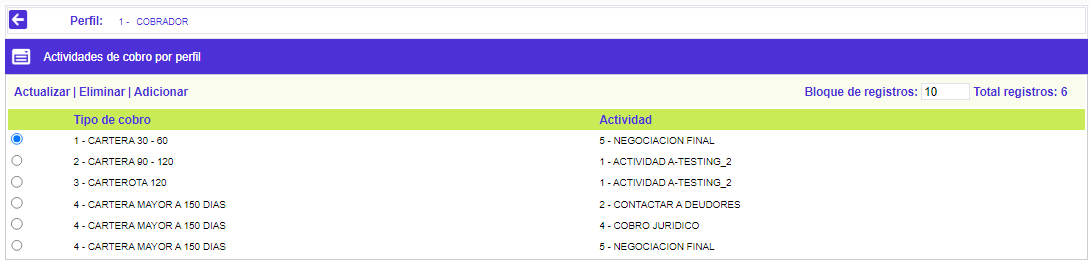 Perfil: 1 - COBRADOR
Actividades de cobro por perfil
Actualizar | Eliminar | Adicionar Bloque de registros: 10 Total registros: 6
Tipo de cobro Actividad
1 - CARTERA 30 - 60 5 - NEGOCIACION FINAL
2 - CARTERA 90 - 120 1 - ACTIVIDAD A-TESTING_2
3 - CARTEROTA 120 1 - ACTIVIDAD A-TESTING_2
4 - CARTERA MAYOR A 150 DIAS 2 - CONTACTAR A DEUDORES
4 - CARTERA MAYOR A 150 DIAS 4 - COBRO JURIDICO
4 - CARTERA MAYOR A 150 DIAS 5 - NEGOCIACION FINAL